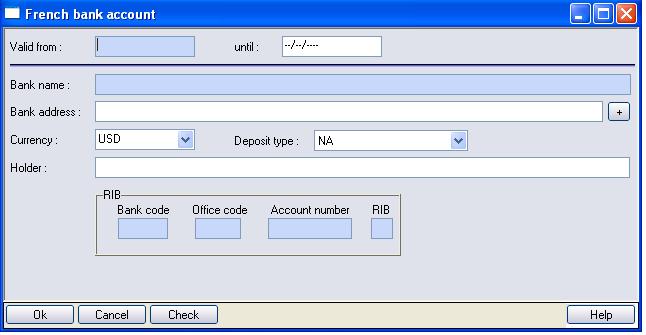 French bank account
Valid from :
until : --/--/----
Bank name :
Bank address : +
Currency : USD Deposit type : NA
Holder :
RIB
Bank code Office code Account number RIB
Ok Cancel Check Help